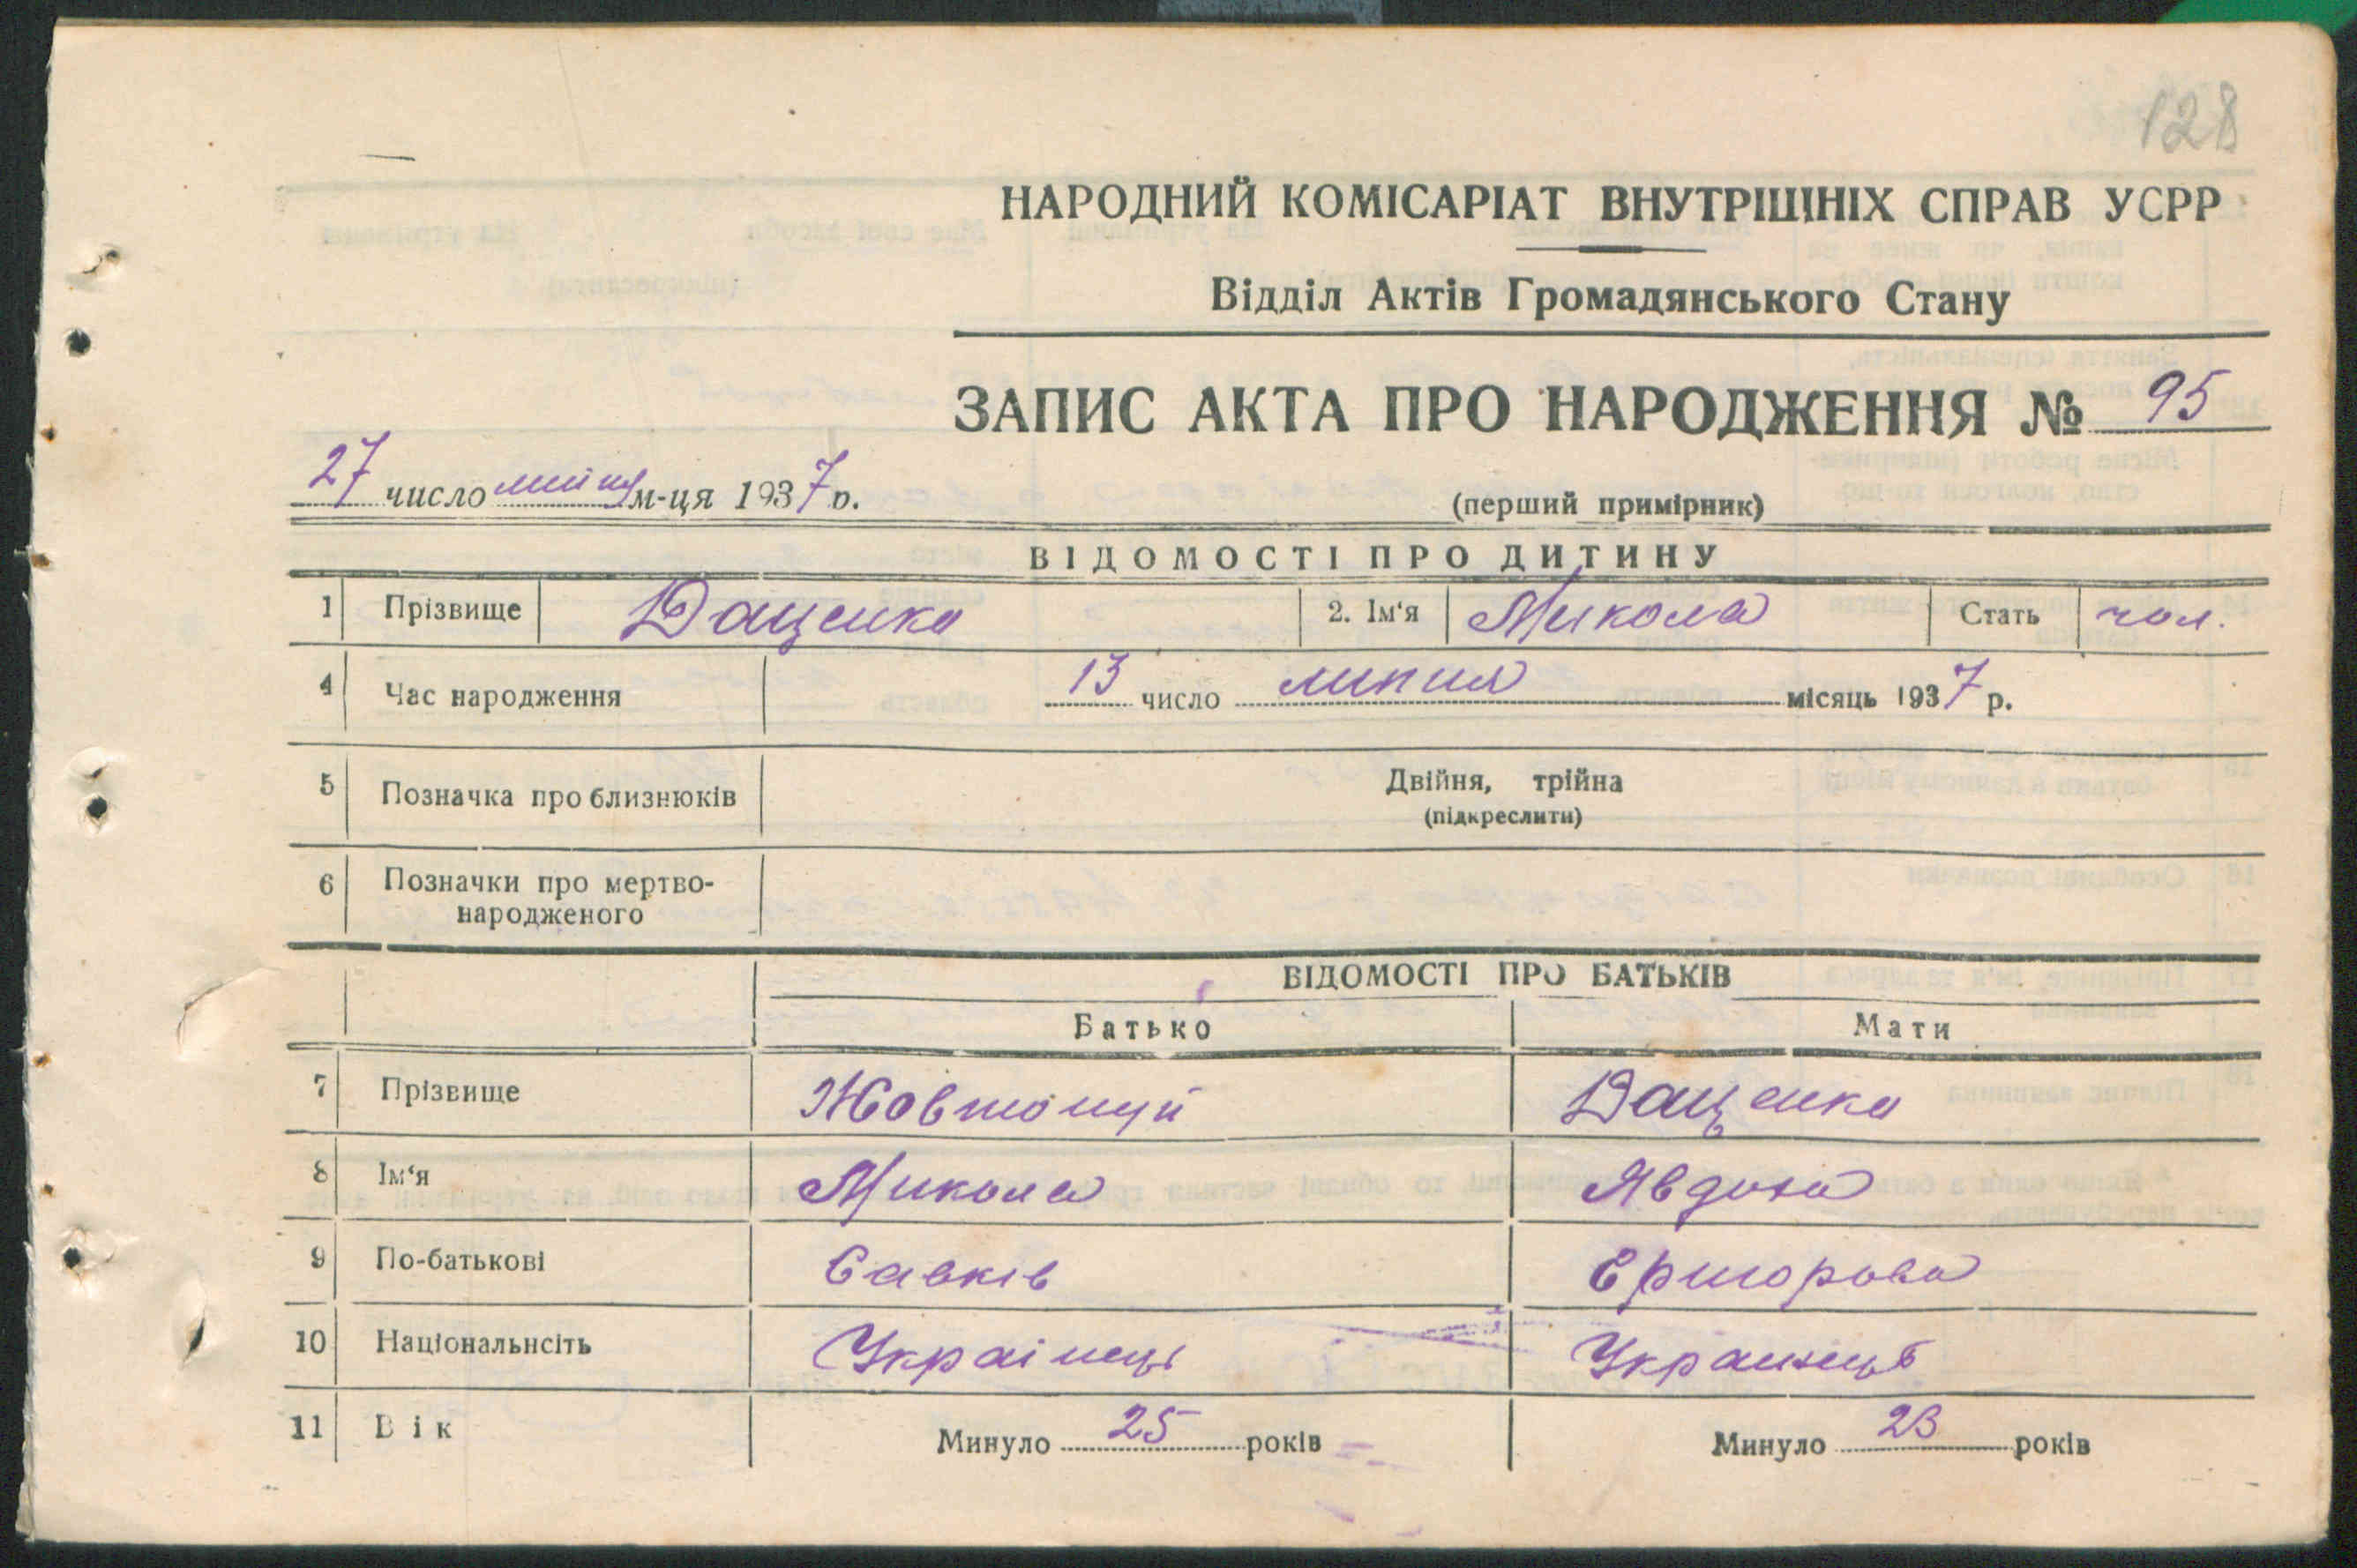 128
НАРОДНИЙ КОМІСАРІАТ ВНУТРІШНІХ СПРАВ УСРР
Відділ Актів Громадянського Стану
ЗАПИС АКТА ПРО НАРОДЖЕННЯ № 95
27 число липня м-ця 1937 р.
(перший примірник)
ВІДОМОСТІ ПРО ДИТИНУ
1 Прізвище Даценко 2. Ім‘я Микола Стать чол.
4 Час народження 13 число липня місяць 1937 р.
5 Позначка про близнюків Двійня, трійна
(підкреслити)
6 Позначки про мертво-
народженого
ВІДОМОСТІ ПРО БАТЬКІВ
Батько Мати
7 Прізвище Жовтоцуй Даценко
8 Ім‘я Микола Явдоха
9 По-батькові Савків
10 Національнсіть Українець Украинець
11 Вік Минуло 25 років Минуло 23 років